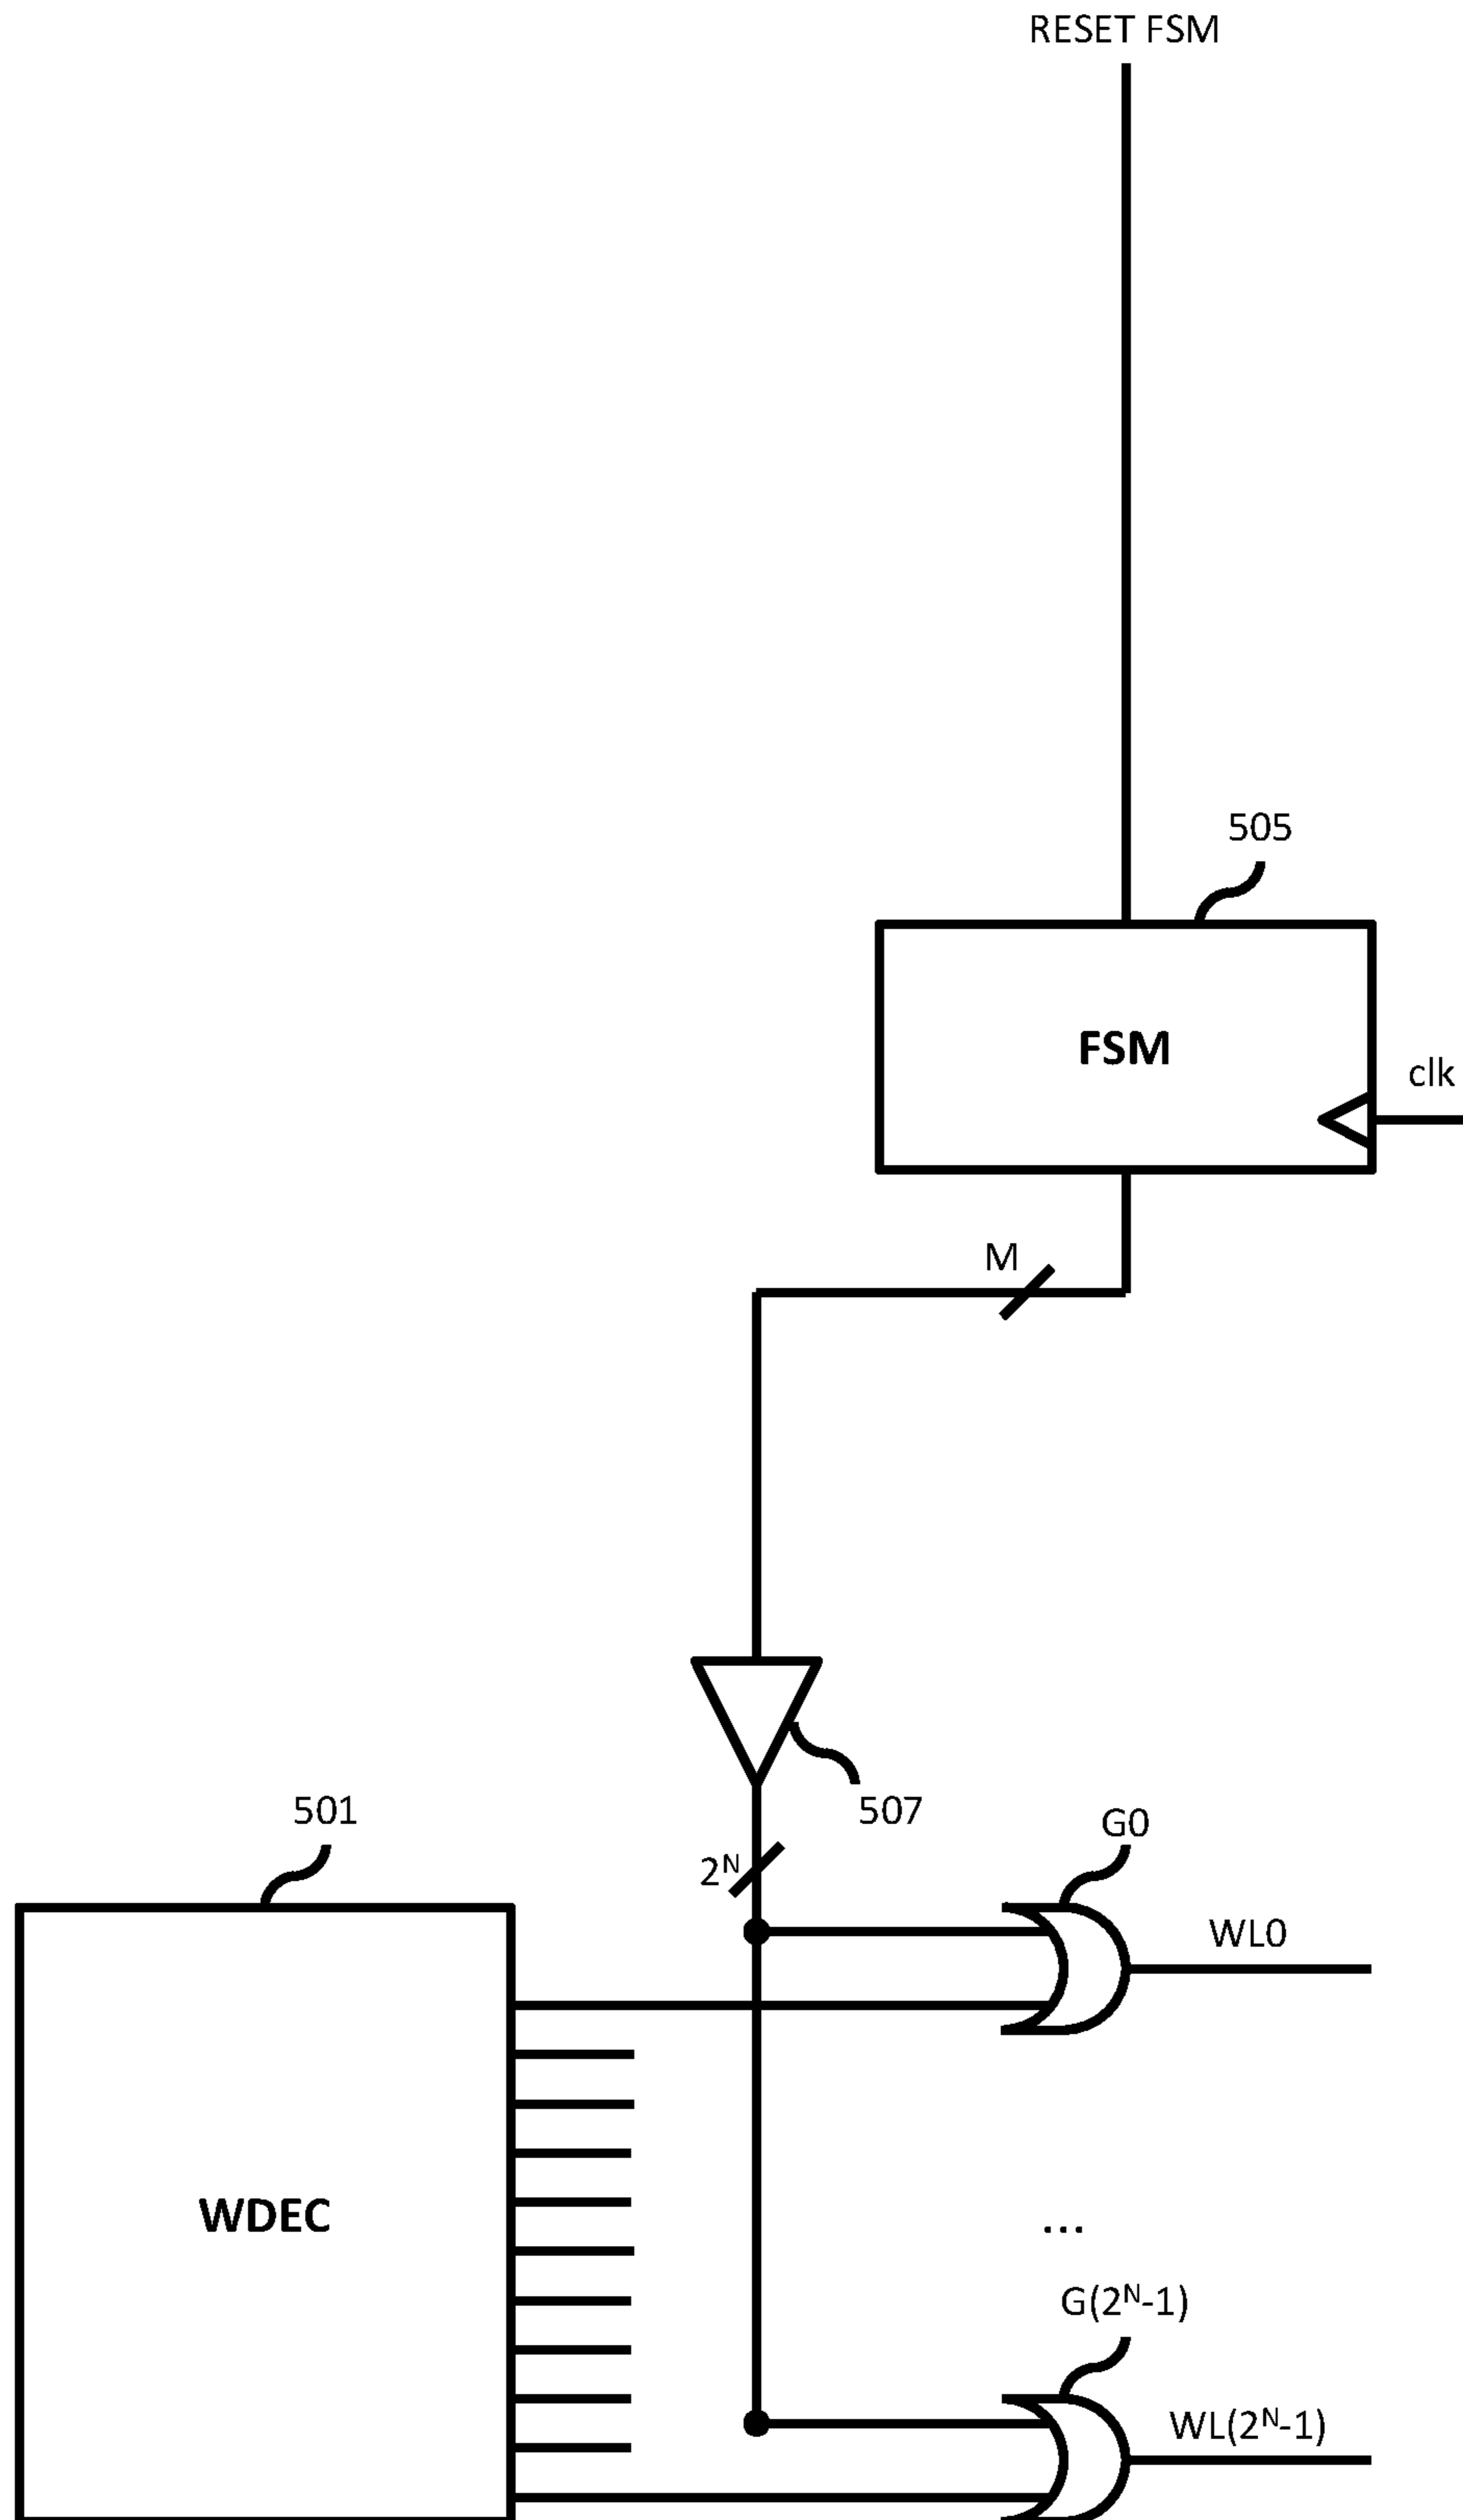 RESET FSM
505
FSM
clk
M
507
501
2ᴺ
G0
WL0
WDEC
...
G(2ᴺ-1)
WL(2ᴺ-1)